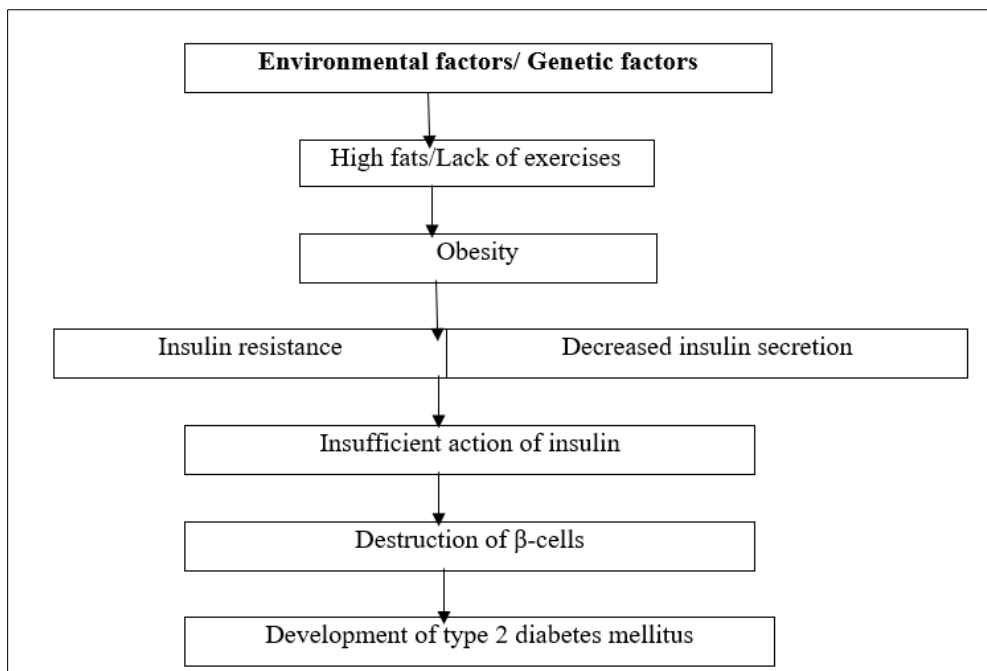 Environmental factors/ Genetic factors
High fats/Lack of exercises
Obesity
Insulin resistance
Decreased insulin secretion
Insufficient action of insulin
Destruction of β-cells
Development of type 2 diabetes mellitus